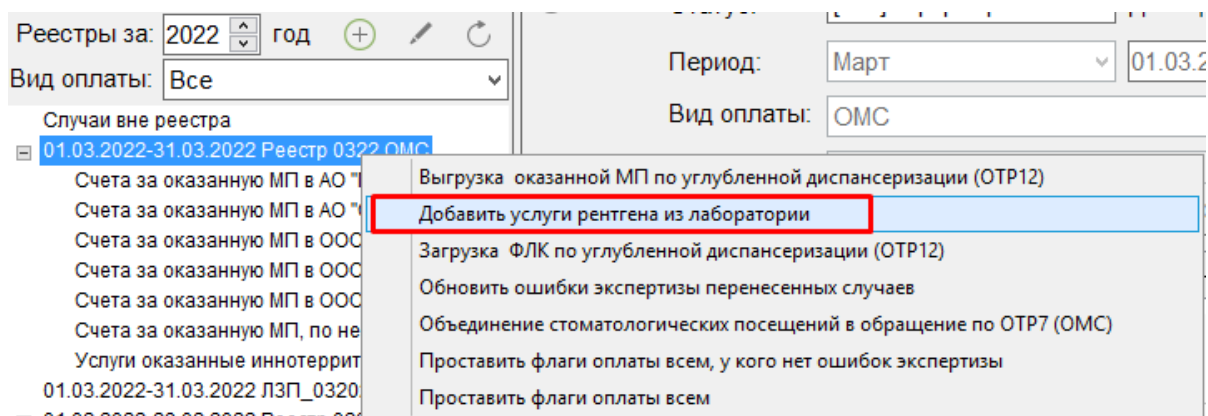 Реестры за: 2022 год
Вид оплаты: Все
Случаи вне реестра
01.03.2022-31.03.2022 Реестр 0322 ОМС
Счета за оказанную МП в АО "
Счета за оказанную МП в АО "
Счета за оказанную МП в ООО
Счета за оказанную МП в ООО
Счета за оказанную МП в ООО
Счета за оказанную МП, по не
Услуги оказанные иннотеррит
01.03.2022-31.03.2022 ЛЗП_0320
Период: Март 01.03.2
Вид оплаты: ОМС
Выгрузка оказанной МП по углубленной диспансеризации (ОТР12)
Добавить услуги рентгена из лаборатории
Загрузка ФЛК по углубленной диспансеризации (ОТР12)
Обновить ошибки экспертизы перенесенных случаев
Объединение стоматологических посещений в обращение по ОТР7 (ОМС)
Проставить флаги оплаты всем, у кого нет ошибок экспертизы
Проставить флаги оплаты всем